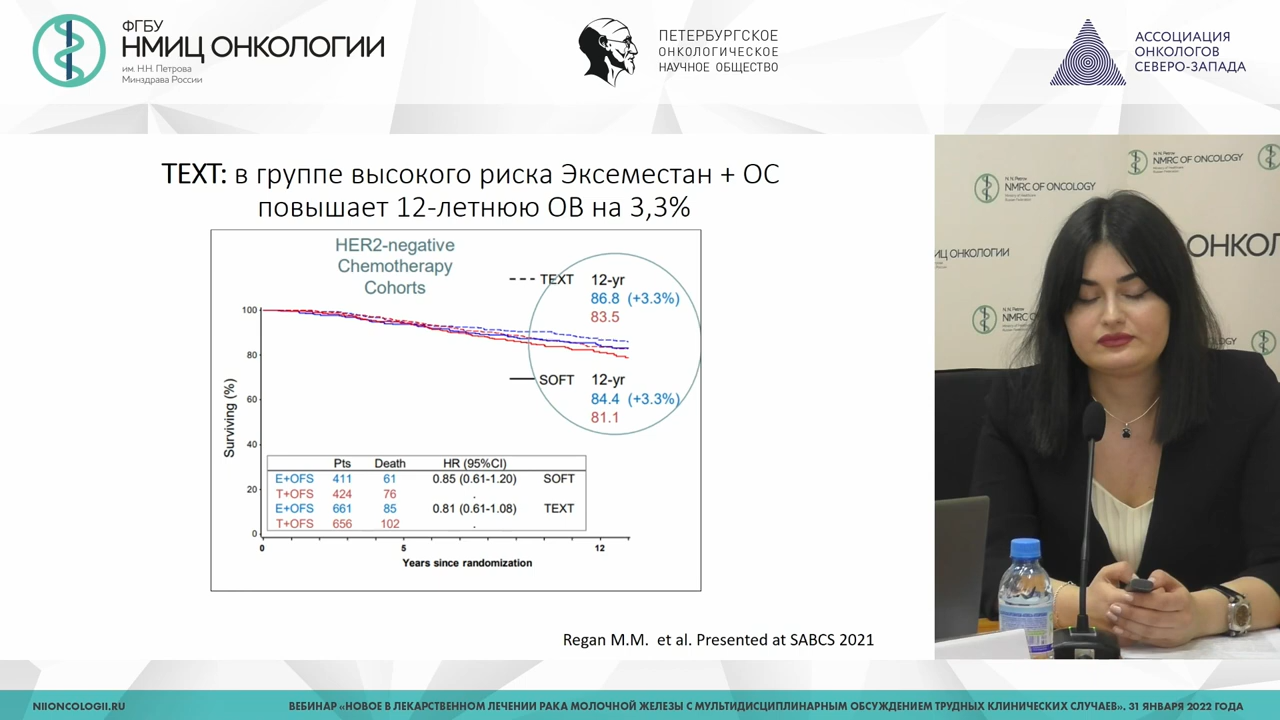 ФГБУ
НМИЦ ОНКОЛОГИИ
им. Н.Н. Петрова
Минздрава России
ПЕТЕРБУРГСКОЕ
ОНКОЛОГИЧЕСКОЕ
НАУЧНОЕ ОБЩЕСТВО
АССОЦИАЦИЯ
ОНКОЛОГОВ
СЕВЕРО-ЗАПАДА
TEXT: в группе высокого риска Эксеместан + ОС
повышает 12-летнюю ОВ на 3,3%
HER2-negative
Chemotherapy
Cohorts
TEXT 12-yr
86.8 (+3.3%)
83.5
SOFT 12-yr
84.4 (+3.3%)
81.1
Surviving (%)
100
80
60
40
20
0
Pts Death HR (95%CI)
E+OFS 411 61 0.85 (0.61-1.20) SOFT
T+OFS 424 76 .
E+OFS 661 85 0.81 (0.61-1.08) TEXT
T+OFS 656 102 .
0 5 12
Years since randomization
Regan M.M. et al. Presented at SABCS 2021
N.N. Petrov
NMRC OF ONCOLOGY
N.N. Petrov
NMRC OF ONCOLOGY
ИЦ ОНКОЛОГИИ
ОНКОЛ
NIIONCOLOGII.RU
ВЕБИНАР «НОВОЕ В ЛЕКАРСТВЕННОМ ЛЕЧЕНИИ РАКА МОЛОЧНОЙ ЖЕЛЕЗЫ С МУЛЬТИДИСЦИПЛИНАРНЫМ ОБСУЖДЕНИЕМ ТРУДНЫХ КЛИНИЧЕСКИХ СЛУЧАЕВ». 31 ЯНВАРЯ 2022 ГОДА